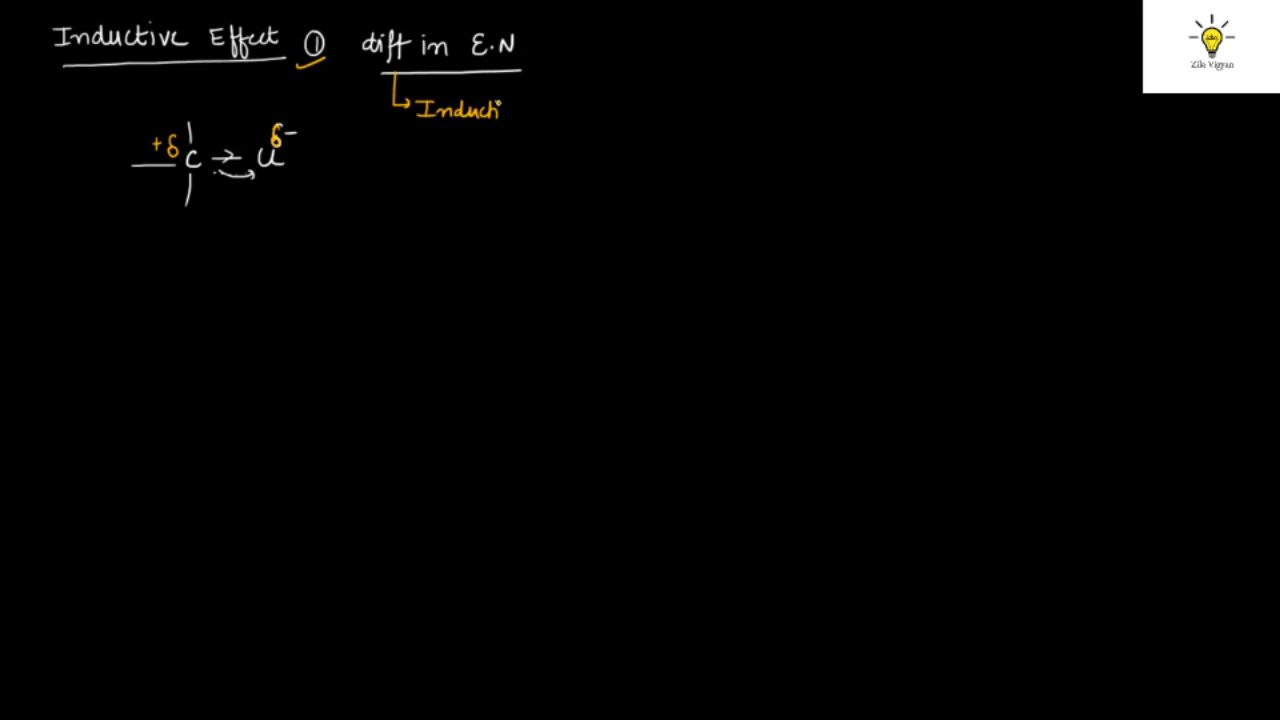 Inductive Effect ① diff in E.N
Inducti
+δ C → Cl δ-
Zila Vigyan